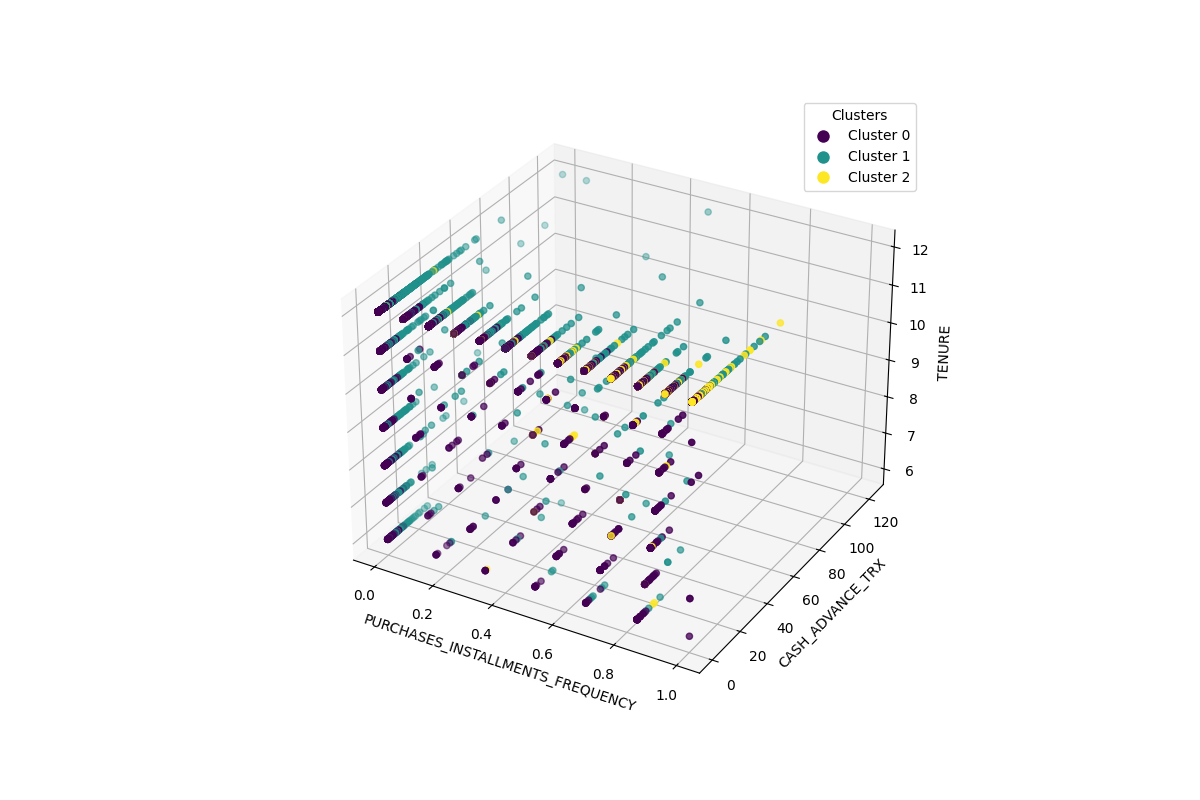 Clusters
Cluster 0
Cluster 1
Cluster 2
12
11
10
9
8
7
6
TENURE
120
100
80
60
40
20
0
CASH_ADVANCE_TRX
0.0
0.2
0.4
0.6
0.8
1.0
PURCHASES_INSTALLMENTS_FREQUENCY